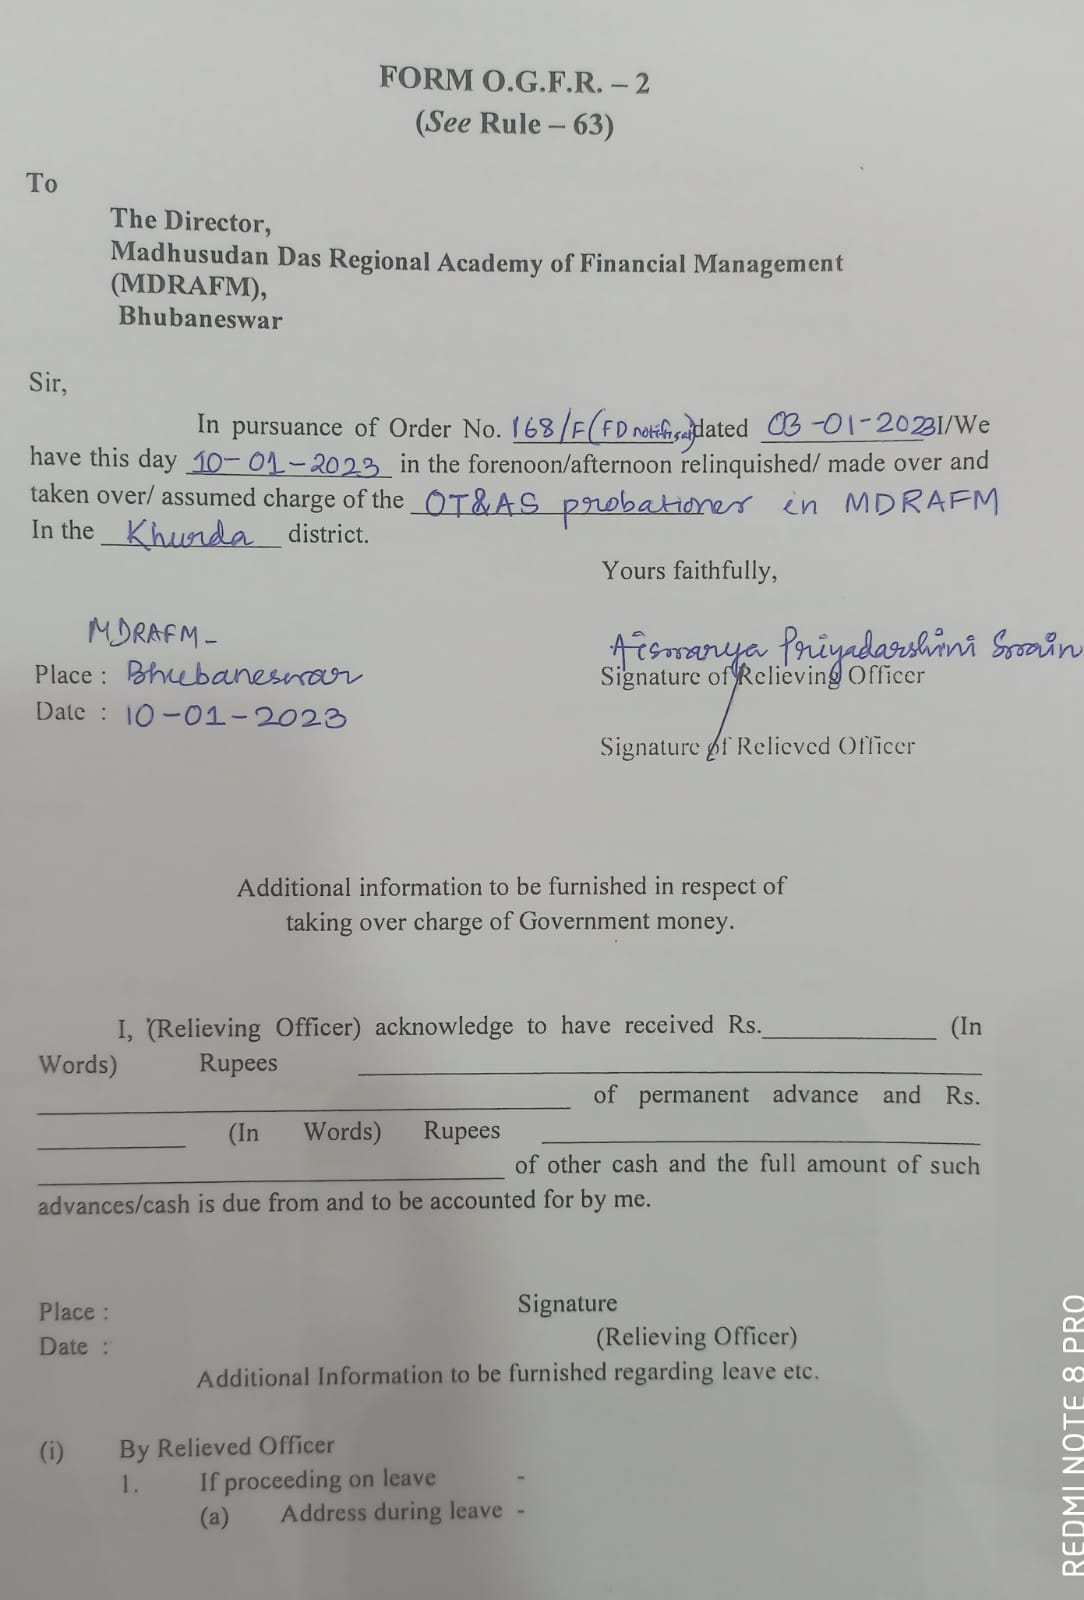 FORM O.G.F.R. – 2
(See Rule – 63)
To
The Director,
Madhusudan Das Regional Academy of Financial Management
(MDRAFM),
Bhubaneswar
Sir,
In pursuance of Order No. 168/F(FD dated 03-01-2023 I/We
have this day 10-01-2023 in the forenoon/afternoon relinquished/ made over and
taken over/ assumed charge of the OT&AS probationer in MDRAFM
In the Khurda district.
Yours faithfully,
MDRAFM-
Aiswarya Priyadarshini Swain
Place : Bhubaneswar
Signature of Relieving Officer
Date : 10-01-2023
Signature of Relieved Officer
Additional information to be furnished in respect of
taking over charge of Government money.
I, (Relieving Officer) acknowledge to have received Rs.____________ (In
Words) Rupees ____________
____________ of permanent advance and Rs.
____________ (In Words) Rupees ____________
____________ of other cash and the full amount of such
advances/cash is due from and to be accounted for by me.
Place :
Signature
Date :
(Relieving Officer)
Additional Information to be furnished regarding leave etc.
(i) By Relieved Officer
1. If proceeding on leave -
(a) Address during leave -
REDMI NOTE 8 PRO